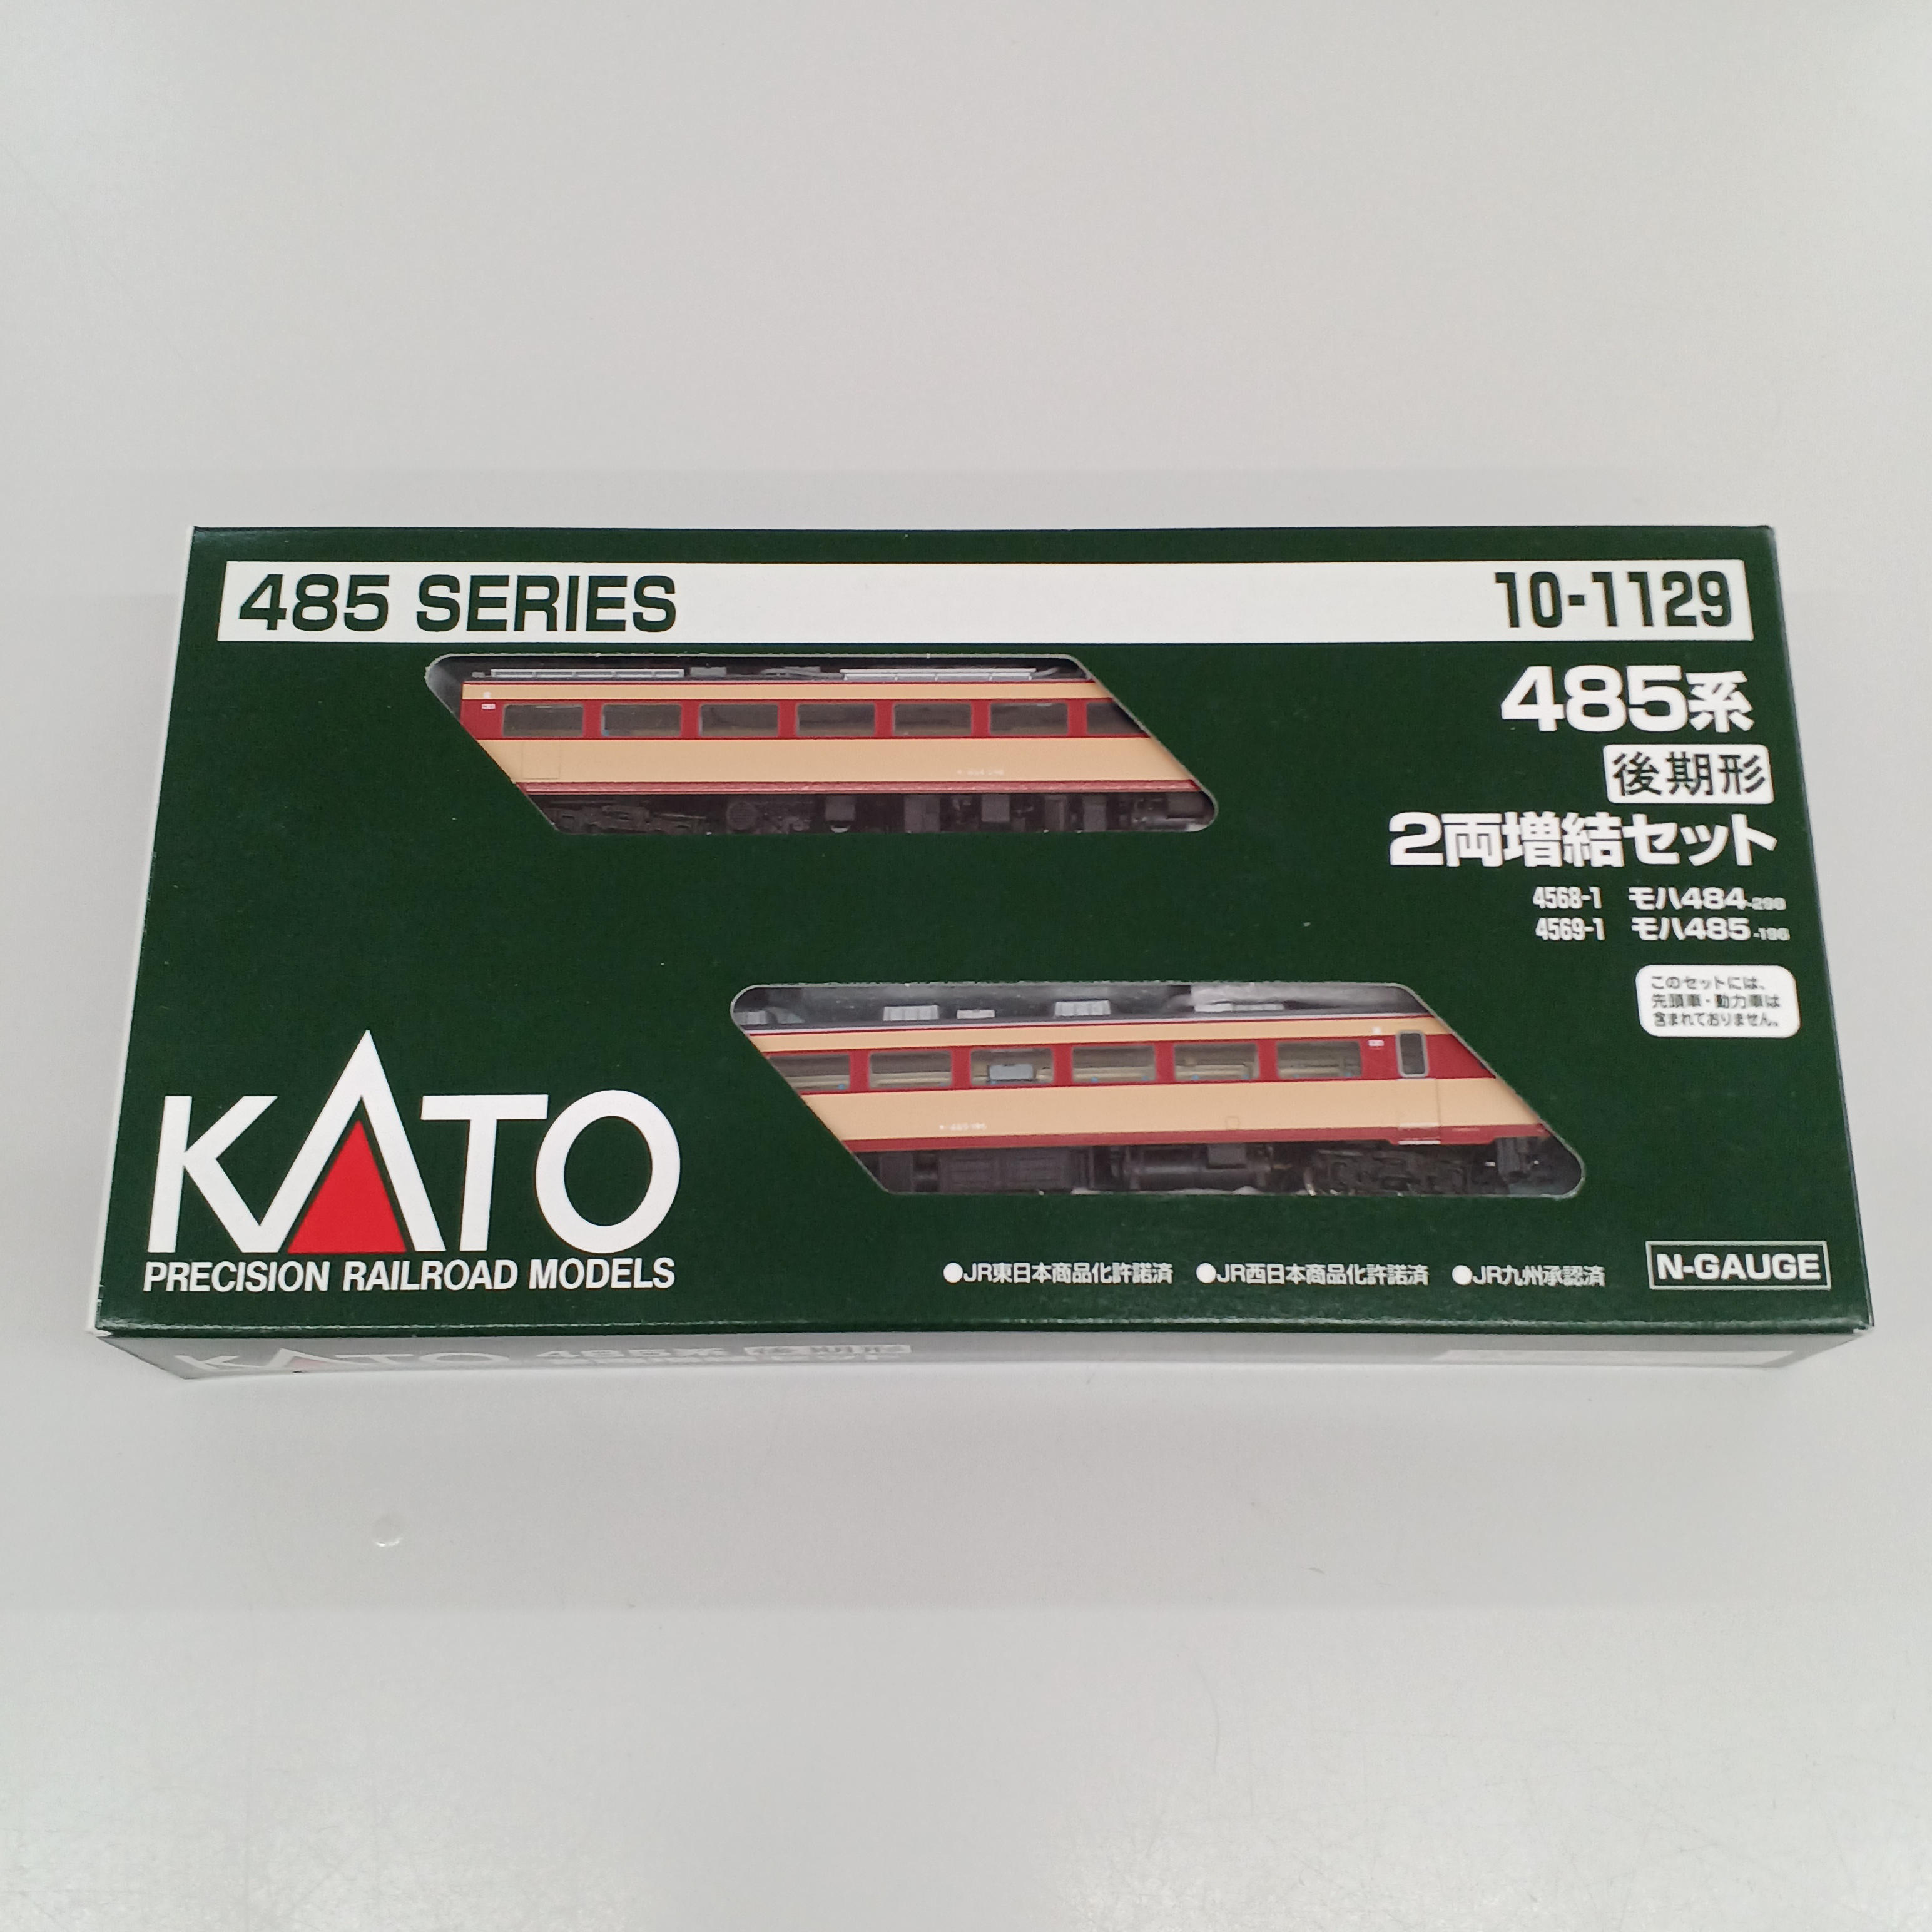 485 SERIES
10-1129
485系
後期形
2両増結セット
4568-1 モハ484-298
4569-1 モハ485-196
このセットには、
先頭車・動力車は
含まれておりません。
KATO
PRECISION RAILROAD MODELS
●JR東日本商品化許諾済 ●JR西日本商品化許諾済 ●JR九州承認済
N-GAUGE
KATO 485系 後期形